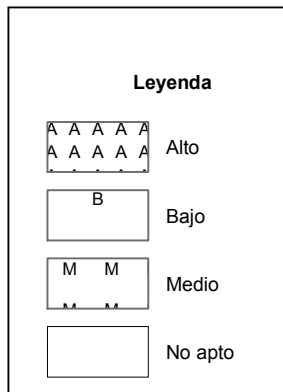 Leyenda
A A A A A
A A A A A
Alto
B
Bajo
M M
M M
Medio
No apto